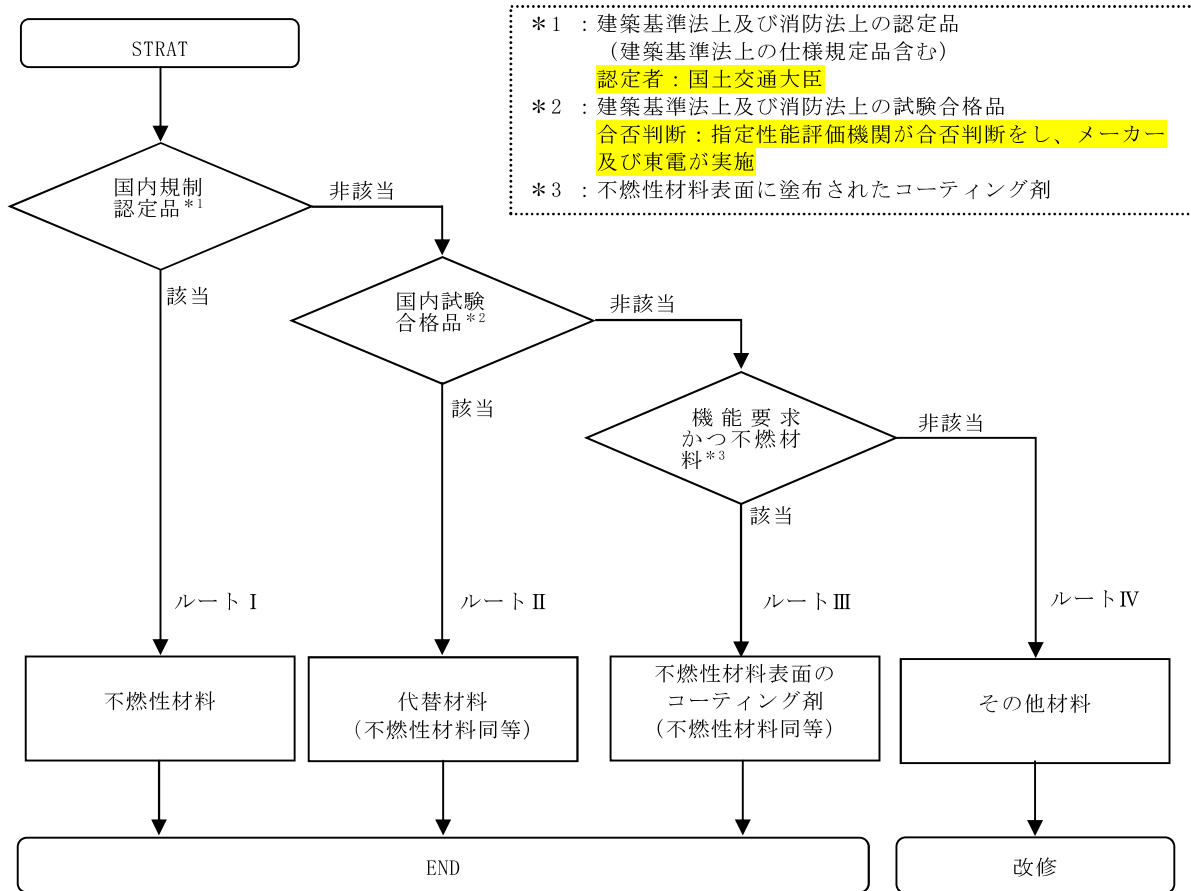 STRAT
＊1 ：建築基準法上及び消防法上の認定品
（建築基準法上の仕様規定品含む）
認定者：国土交通大臣
＊2 ：建築基準法上及び消防法上の試験合格品
合否判断：指定性能評価機関が合否判断をし、メーカー
及び東電が実施
＊3 ：不燃性材料表面に塗布されたコーティング剤
国内規制
認定品＊1
非該当
該当
国内試験
合格品＊2
非該当
該当
機能要求
かつ不燃材
料＊3
非該当
該当
ルートⅠ
ルートⅡ
ルートⅢ
ルートⅣ
不燃性材料
代替材料
（不燃性材料同等）
不燃性材料表面の
コーティング剤
（不燃性材料同等）
その他材料
END
改修